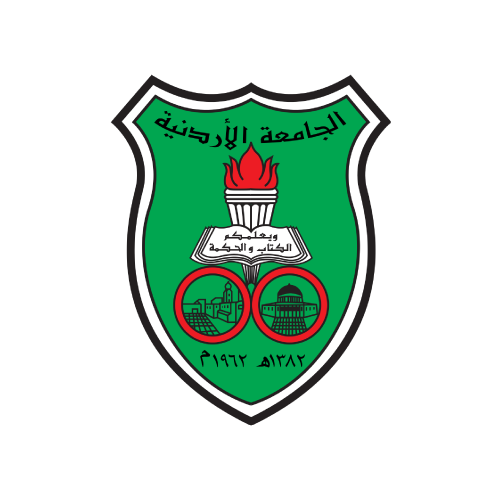 الجامعة الأردنية
ويعلمكم
الكتاب والحكمة
١٣٨٢هـ ١٩٦٢م